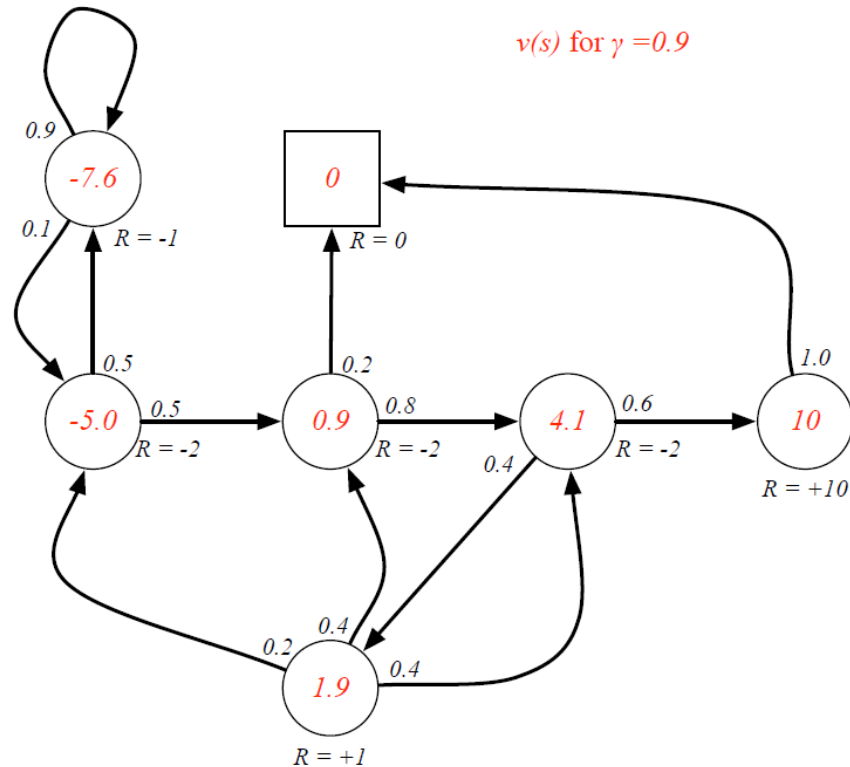 v(s) for γ =0.9
0.9
-7.6
0
0.1
R = -1
R = 0
0.5
0.2
1.0
-5.0
0.5
0.9
0.8
4.1
0.6
10
R = -2
R = -2
0.4
R = -2
R = +10
0.2
0.4
0.4
1.9
R = +1